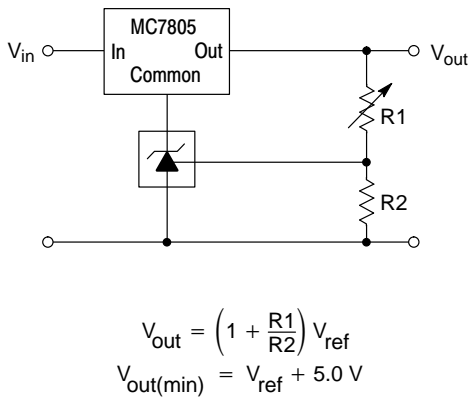 MC7805
V_in In Out V_out
Common
R1
R2
V_out = (1 + R1/R2) V_ref
V_out(min) = V_ref + 5.0 V